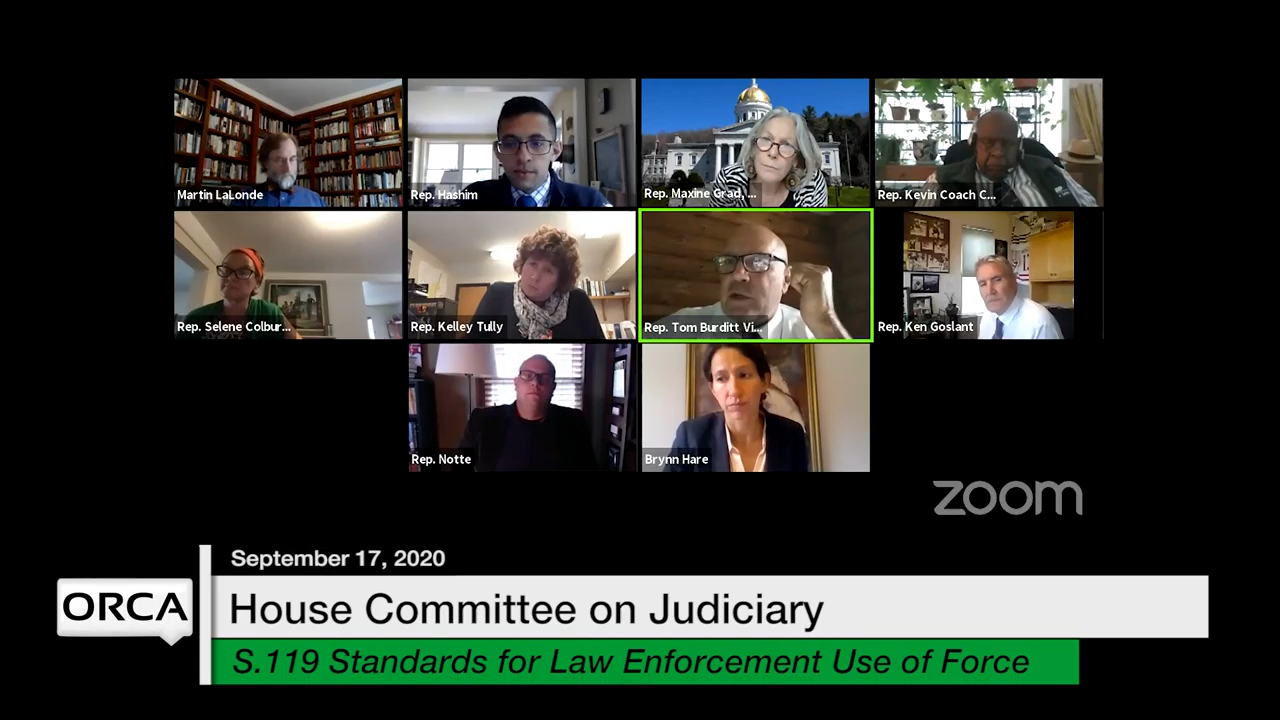 Martin LaLonde
Rep. Hashim
Rep. Maxine Grad, ...
Rep. Kevin Coach C...
Rep. Selene Colbur...
Rep. Kelley Tully
Rep. Tom Burditt Vi...
Rep. Ken Goslant
Rep. Notte
Brynn Hare
zoom
September 17, 2020
ORCA
House Committee on Judiciary
S.119 Standards for Law Enforcement Use of Force